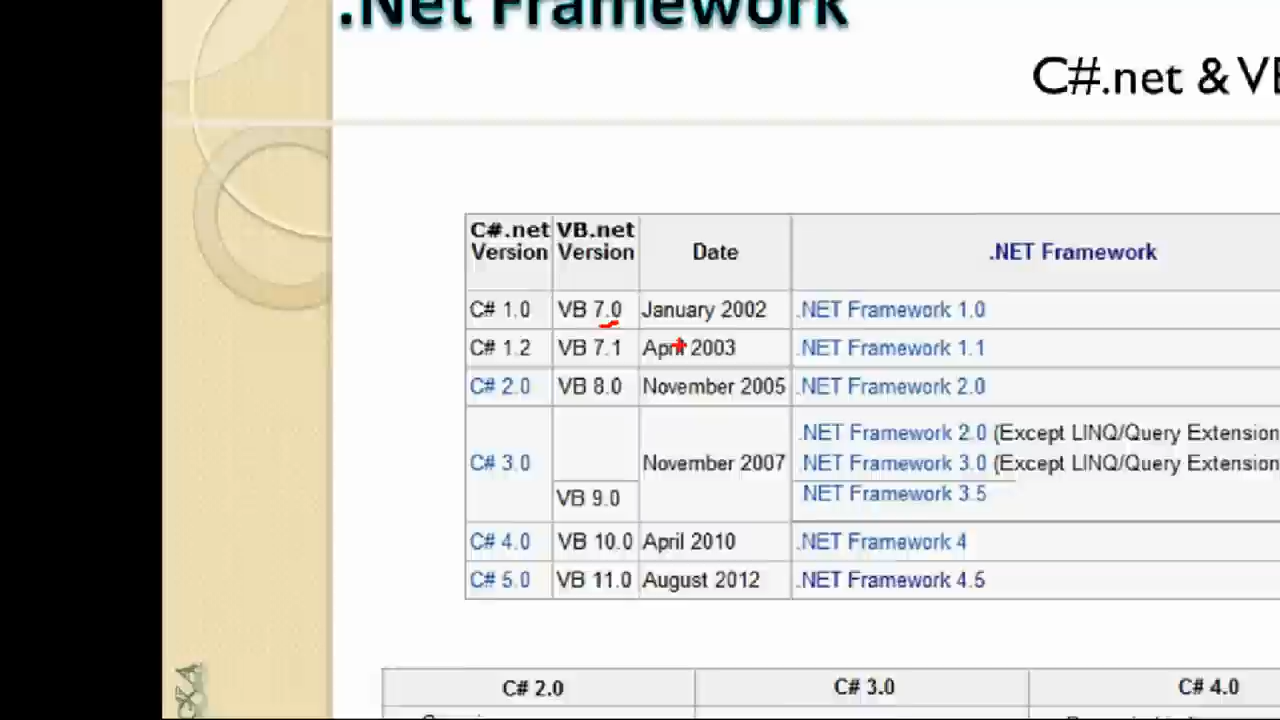 .Net Framework
C#.net & VB
C#.net VB.net
Version Version Date .NET Framework
C# 1.0 VB 7.0 January 2002 .NET Framework 1.0
C# 1.2 VB 7.1 April 2003 .NET Framework 1.1
C# 2.0 VB 8.0 November 2005 .NET Framework 2.0
.NET Framework 2.0 (Except LINQ/Query Extension
C# 3.0 November 2007 .NET Framework 3.0 (Except LINQ/Query Extension
VB 9.0 .NET Framework 3.5
C# 4.0 VB 10.0 April 2010 .NET Framework 4
C# 5.0 VB 11.0 August 2012 .NET Framework 4.5
C# 2.0 C# 3.0 C# 4.0